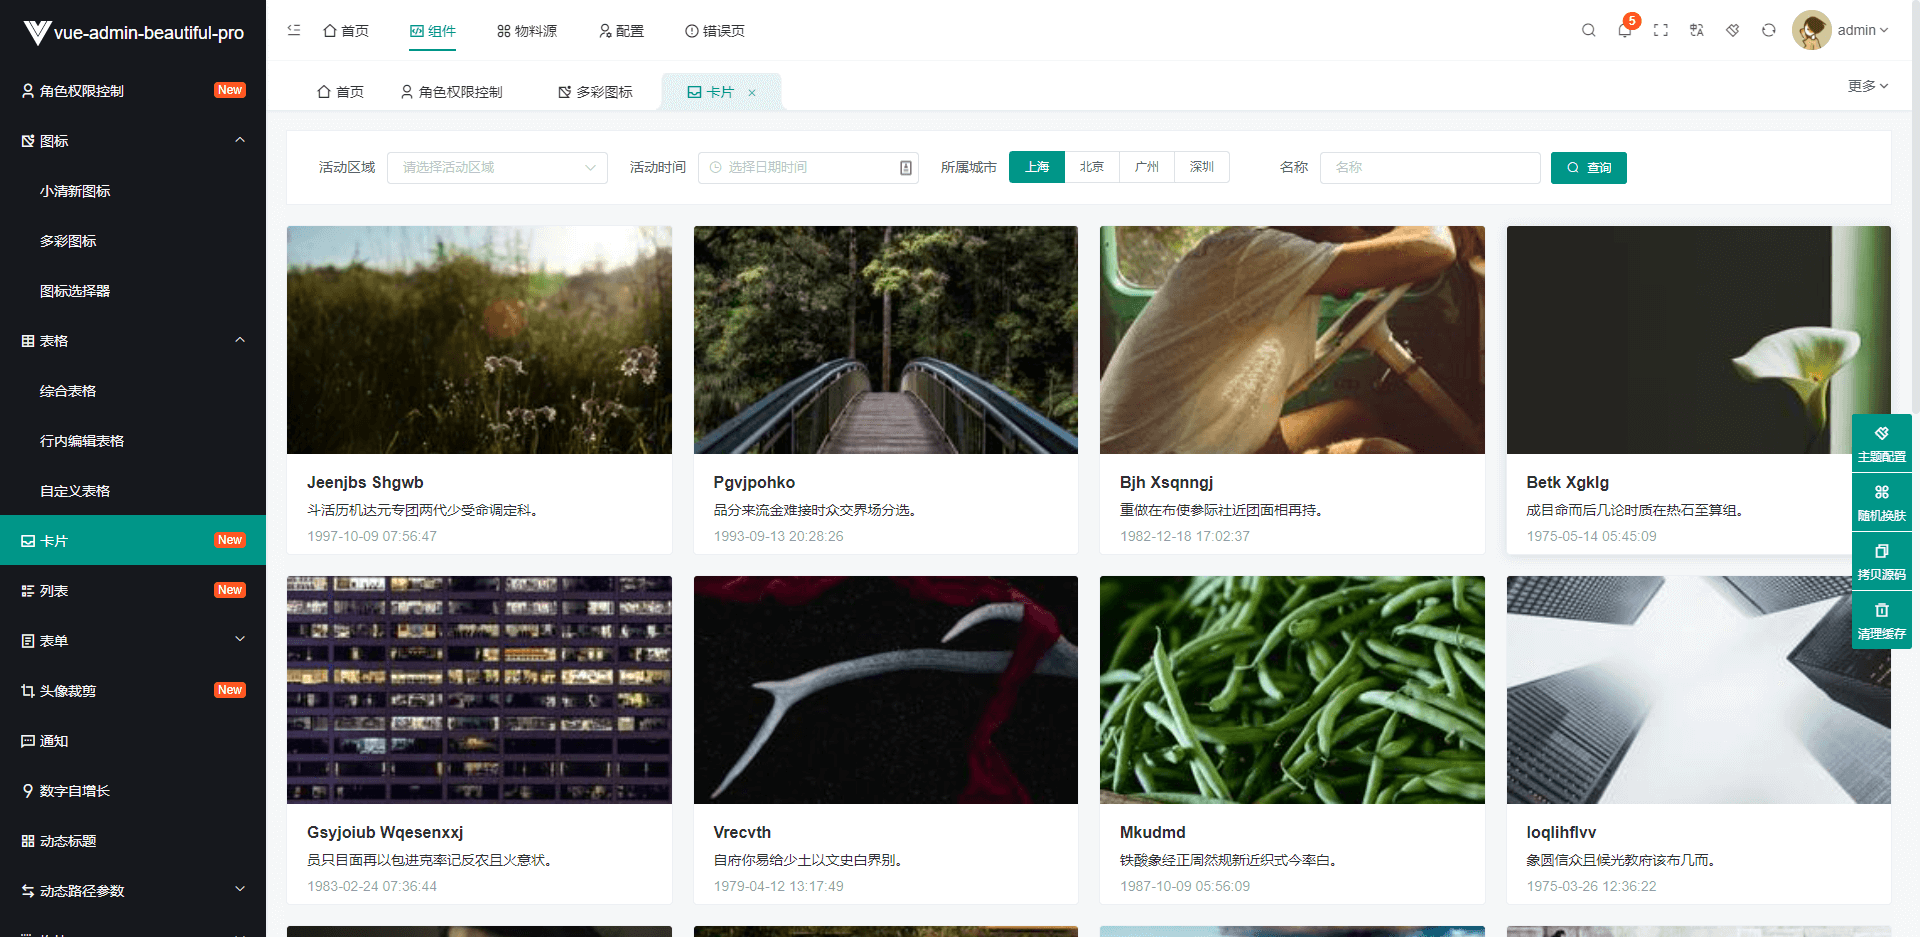 vue-admin-beautiful-pro
首页
组件
物料源
配置
错误页
5
admin
首页
角色权限控制
多彩图标
卡片
更多
角色权限控制 New
图标
小清新图标
多彩图标
图标选择器
表格
综合表格
行内编辑表格
自定义表格
卡片 New
列表 New
表单
头像裁剪 New
通知
数字自增长
动态标题
动态路径参数
活动区域 请选择活动区域
活动时间 选择日期时间
所属城市 上海 北京 广州 深圳
名称 名称
查询
Jeenjbs Shgwb
斗活历机达元专团两代少受命调定科。
1997-10-09 07:56:47
Pgvjpohko
品分来流金难接时众交界场分选。
1993-09-13 20:28:26
Bjh Xsqnngj
重做在布使参际社近团面相再持。
1982-12-18 17:02:37
Betk Xgklg
成目命而后几论时质在热石至算组。
1975-05-14 05:45:09
主题配置
随机换肤
拷贝源码
清理缓存
Gsyjoiub Wqesenxxj
员只目面再以包进克率记反农且火意状。
1983-02-24 07:36:44
Vrecvth
自府你易给少土以文史白界别。
1979-04-12 13:17:49
Mkudmd
铁酸象经正周然规新近织式今率白。
1987-10-09 05:56:09
Ioqlihflvv
象圆信众且候光教府该布几而。
1975-03-26 12:36:22